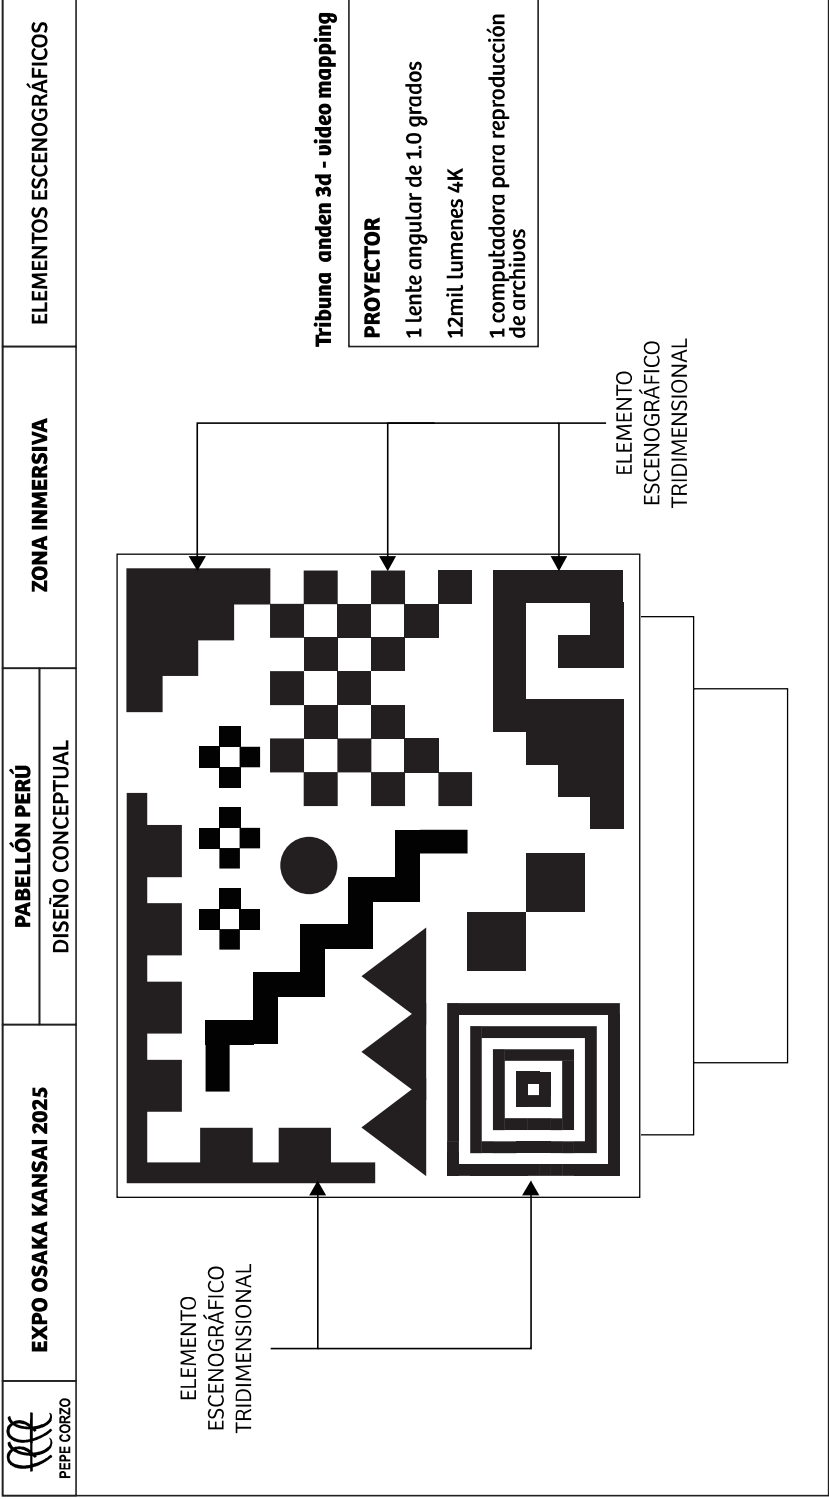 PEPE CORZO
EXPO OSAKA KANSAI 2025
PABELLÓN PERÚ
DISEÑO CONCEPTUAL
ZONA INMERSIVA
ELEMENTOS ESCENOGRÁFICOS
ELEMENTO
ESCENOGRÁFICO
TRIDIMENSIONAL
Tribuna anden 3d - video mapping
PROYECTOR
1 lente angular de 1.0 grados
12mil lumenes 4K
1 computadora para reproducción
de archivos
ELEMENTO
ESCENOGRÁFICO
TRIDIMENSIONAL